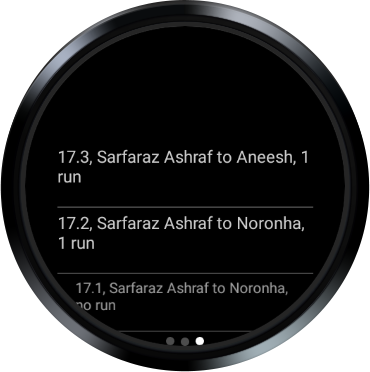 17.3, Sarfaraz Ashraf to Aneesh, 1
run
17.2, Sarfaraz Ashraf to Noronha,
1 run
17.1, Sarfaraz Ashraf to Noronha,
no run